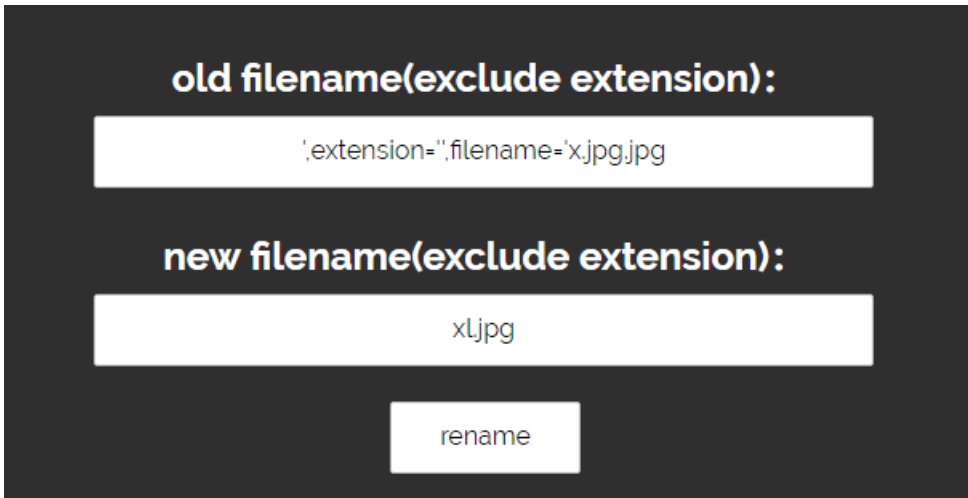 old filename(exclude extension):
',extension='',filename='x.jpg.jpg
new filename(exclude extension):
xl.jpg
rename